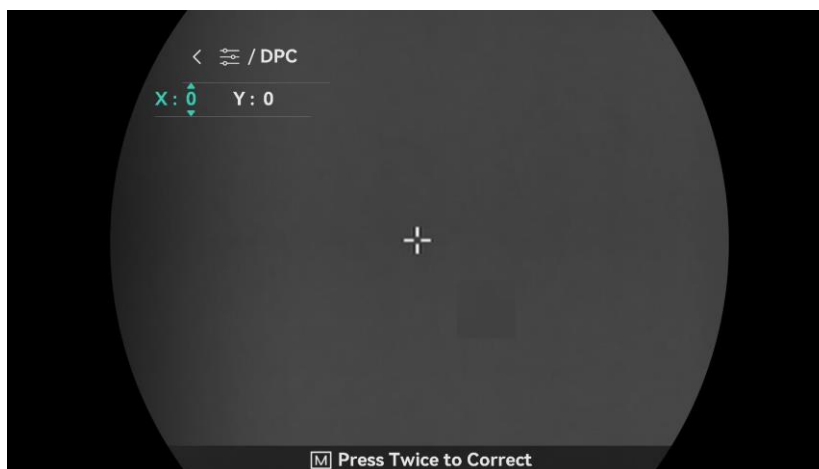 / DPC
X: 0 Y: 0
M Press Twice to Correct